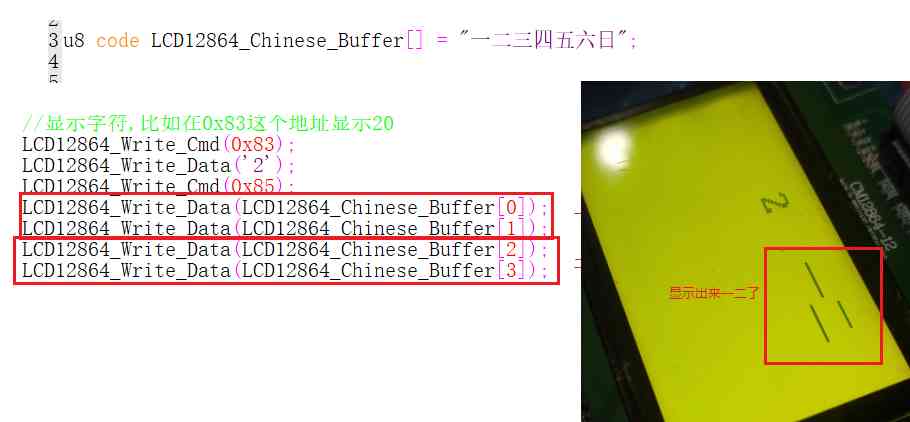 2
3 u8 code LCD12864_Chinese_Buffer[] = "一二三四五六日";
4
5
//显示字符,比如在0x83这个地址显示20
LCD12864_Write_Cmd(0x83);
LCD12864_Write_Data('2');
LCD12864_Write_Cmd(0x85);
LCD12864_Write_Data(LCD12864_Chinese_Buffer[0]);
LCD12864_Write_Data(LCD12864_Chinese_Buffer[1]);
LCD12864_Write_Data(LCD12864_Chinese_Buffer[2]);
LCD12864_Write_Data(LCD12864_Chinese_Buffer[3]);
2
一二
显示出来一二了